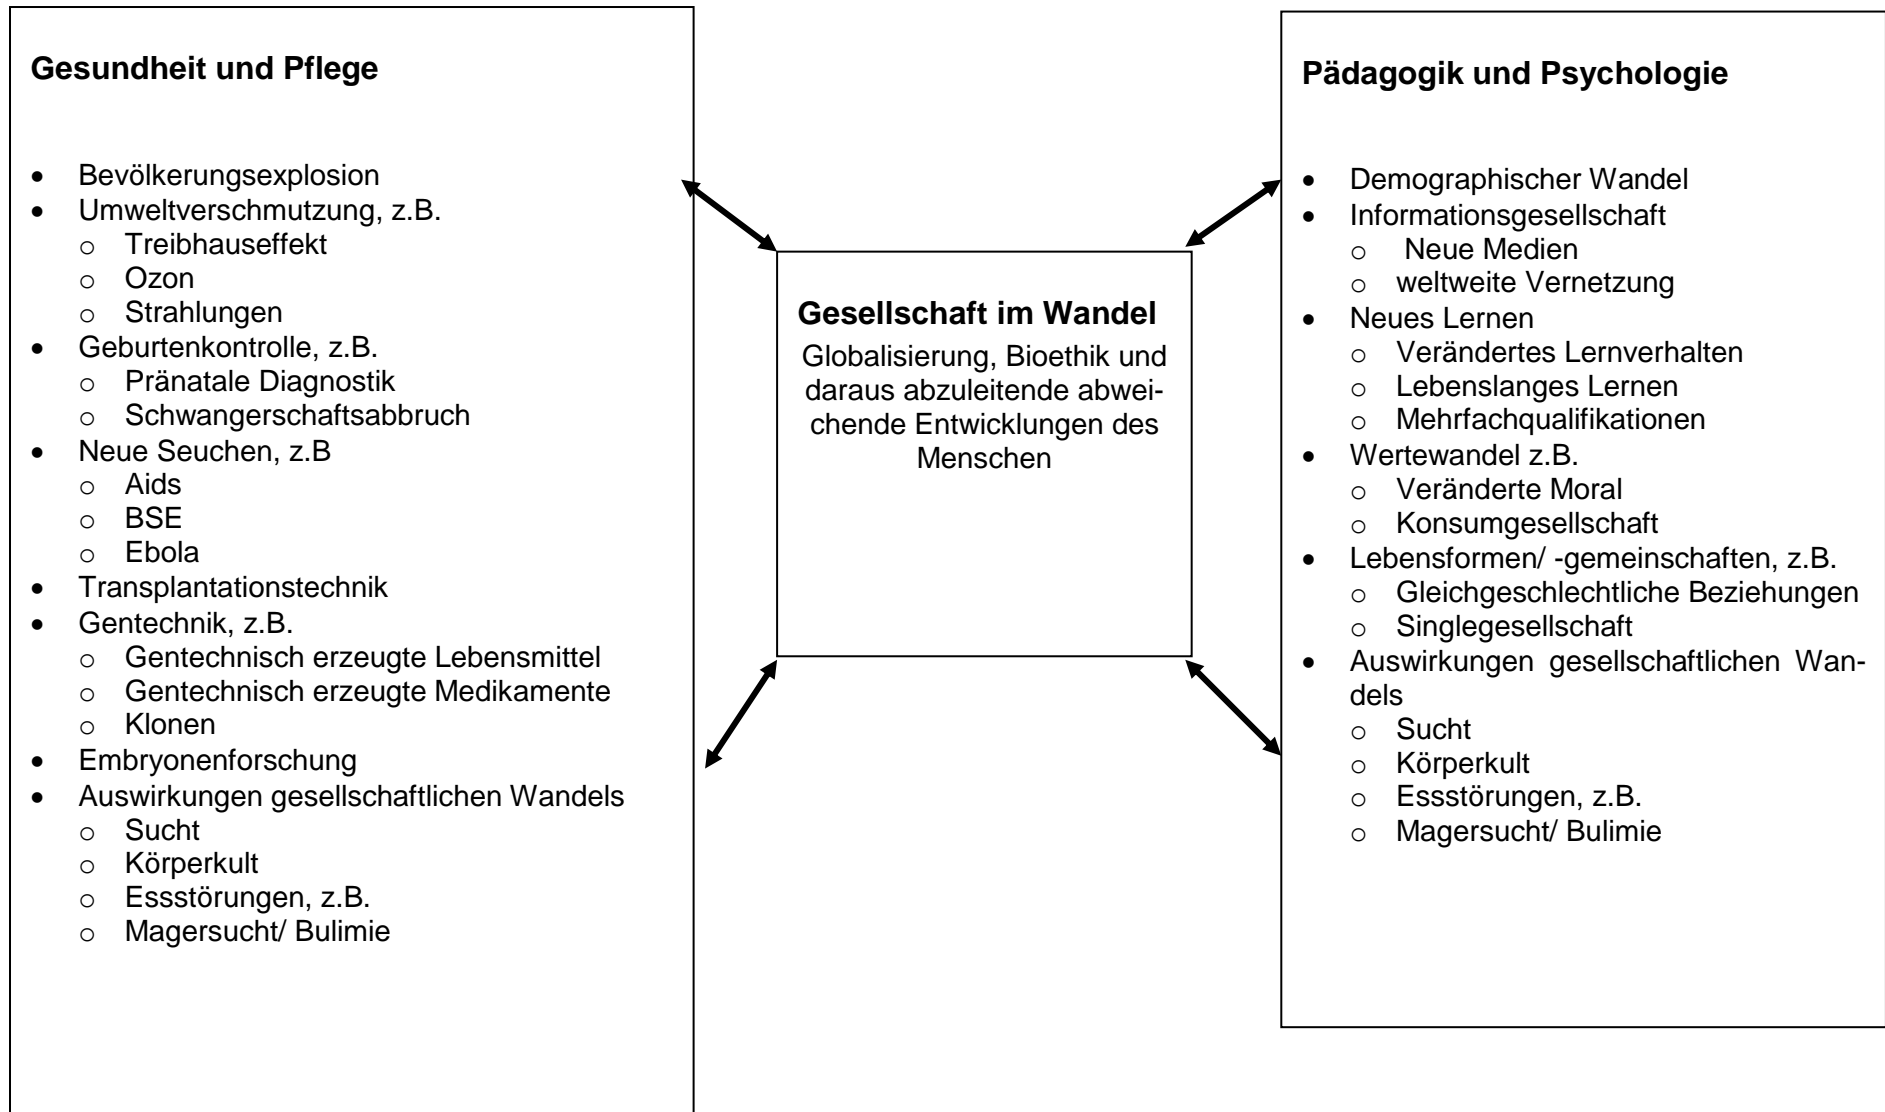 Gesundheit und Pflege
• Bevölkerungsexplosion
• Umweltverschmutzung, z.B.
o Treibhauseffekt
o Ozon
o Strahlungen
• Geburtenkontrolle, z.B.
o Pränatale Diagnostik
o Schwangerschaftsabbruch
• Neue Seuchen, z.B
o Aids
o BSE
o Ebola
• Transplantationstechnik
• Gentechnik, z.B.
o Gentechnisch erzeugte Lebensmittel
o Gentechnisch erzeugte Medikamente
o Klonen
• Embryonenforschung
• Auswirkungen gesellschaftlichen Wandels
o Sucht
o Körperkult
o Essstörungen, z.B.
o Magersucht/ Bulimie
Gesellschaft im Wandel
Globalisierung, Bioethik und
daraus abzuleitende abwei-
chende Entwicklungen des
Menschen
Pädagogik und Psychologie
• Demographischer Wandel
• Informationsgesellschaft
o Neue Medien
o weltweite Vernetzung
• Neues Lernen
o Verändertes Lernverhalten
o Lebenslanges Lernen
o Mehrfachqualifikationen
• Wertewandel z.B.
o Veränderte Moral
o Konsumgesellschaft
• Lebensformen/ -gemeinschaften, z.B.
o Gleichgeschlechtliche Beziehungen
o Singlegesellschaft
• Auswirkungen gesellschaftlichen Wan-
dels
o Sucht
o Körperkult
o Essstörungen, z.B.
o Magersucht/ Bulimie